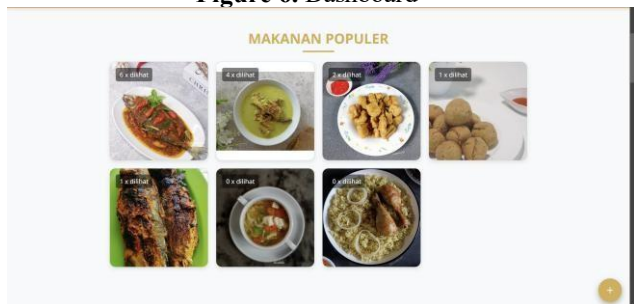 Figure 6. Dashboard
MAKANAN POPULER
6 x dilihat
4 x dilihat
2 x dilihat
1 x dilihat
1 x dilihat
0 x dilihat
0 x dilihat
+